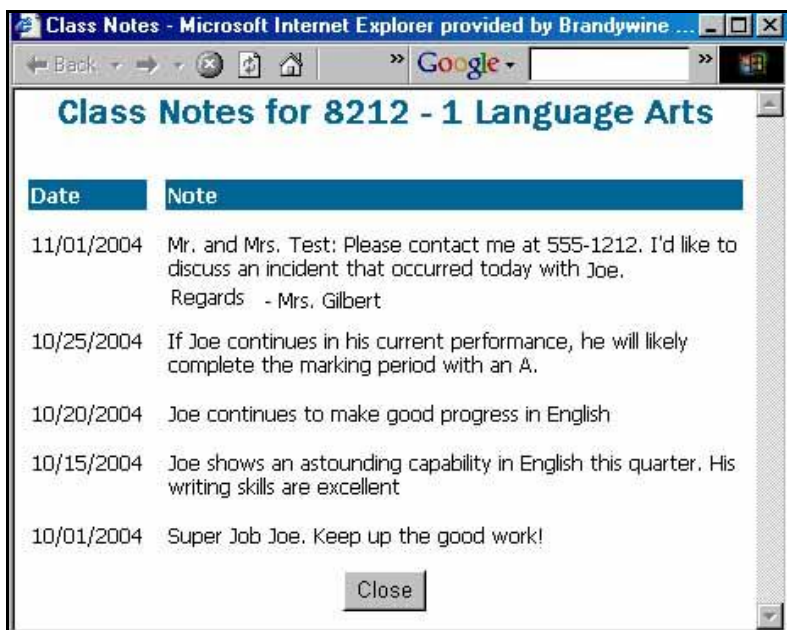 Class Notes - Microsoft Internet Explorer provided by Brandywine ...
Back » Google »
Class Notes for 8212 - 1 Language Arts
Date Note
11/01/2004 Mr. and Mrs. Test: Please contact me at 555-1212. I'd like to
discuss an incident that occurred today with Joe.
Regards - Mrs. Gilbert
10/25/2004 If Joe continues in his current performance, he will likely
complete the marking period with an A.
10/20/2004 Joe continues to make good progress in English
10/15/2004 Joe shows an astounding capability in English this quarter. His
writing skills are excellent
10/01/2004 Super Job Joe. Keep up the good work!
Close